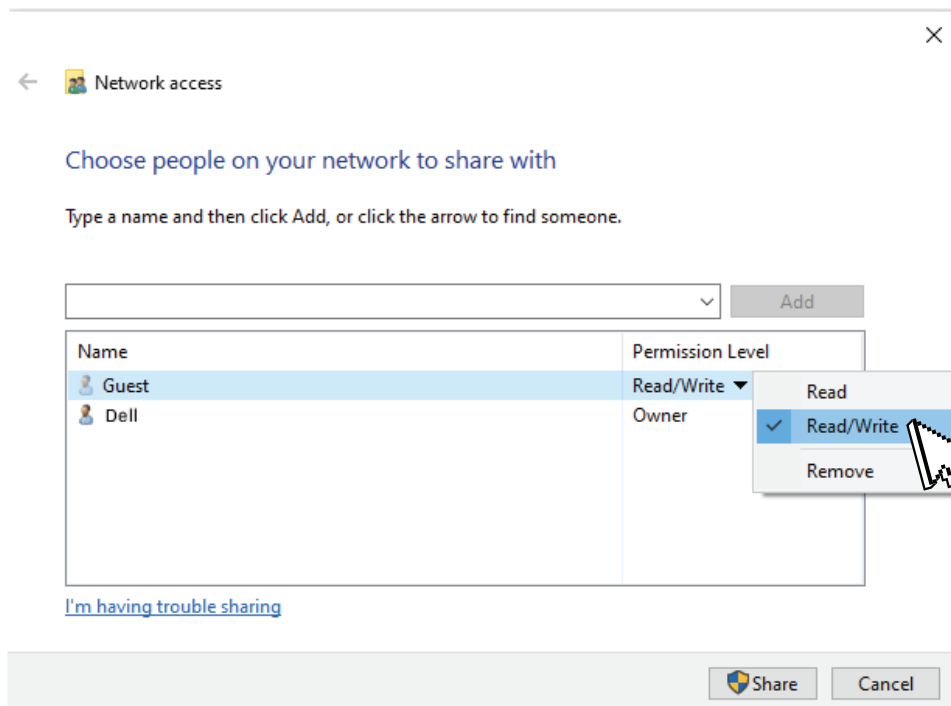 Network access
Choose people on your network to share with
Type a name and then click Add, or click the arrow to find someone.
Add
Name Permission Level
Guest Read/Write
Dell Owner
Read
Read/Write
Remove
I'm having trouble sharing
Share Cancel